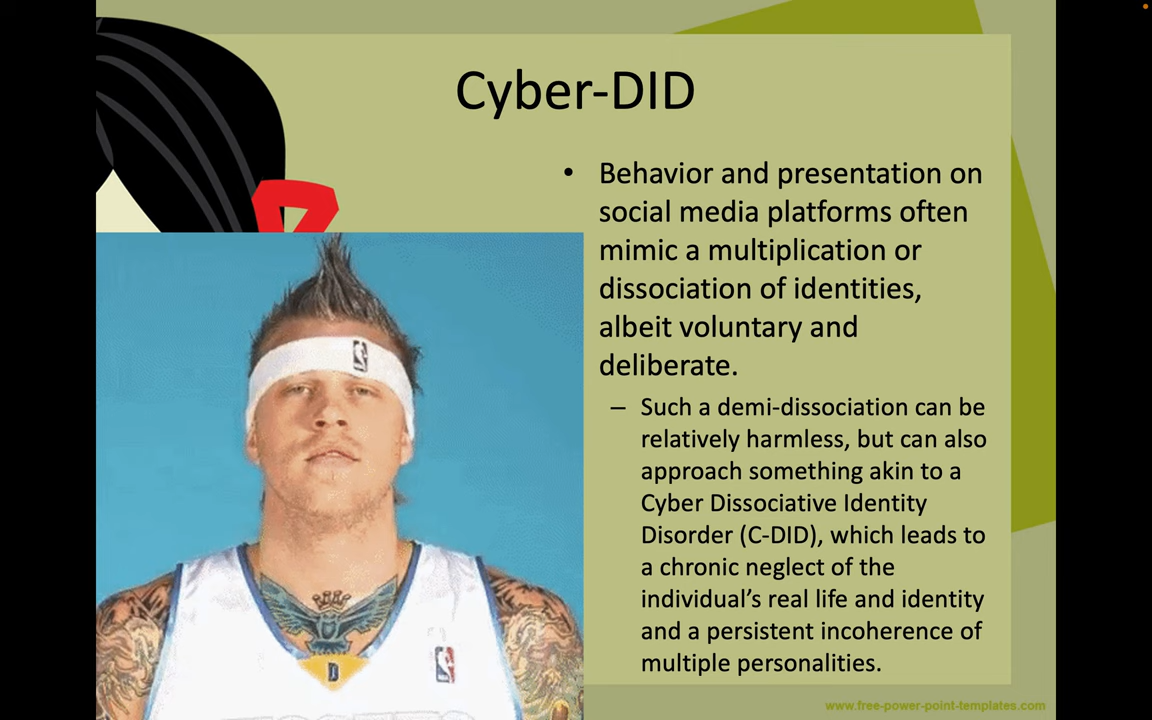 Cyber-DID
• Behavior and presentation on
social media platforms often
mimic a multiplication or
dissociation of identities,
albeit voluntary and
deliberate.
– Such a demi-dissociation can be
relatively harmless, but can also
approach something akin to a
Cyber Dissociative Identity
Disorder (C-DID), which leads to
a chronic neglect of the
individual’s real life and identity
and a persistent incoherence of
multiple personalities.
www.free-power-point-templates.com